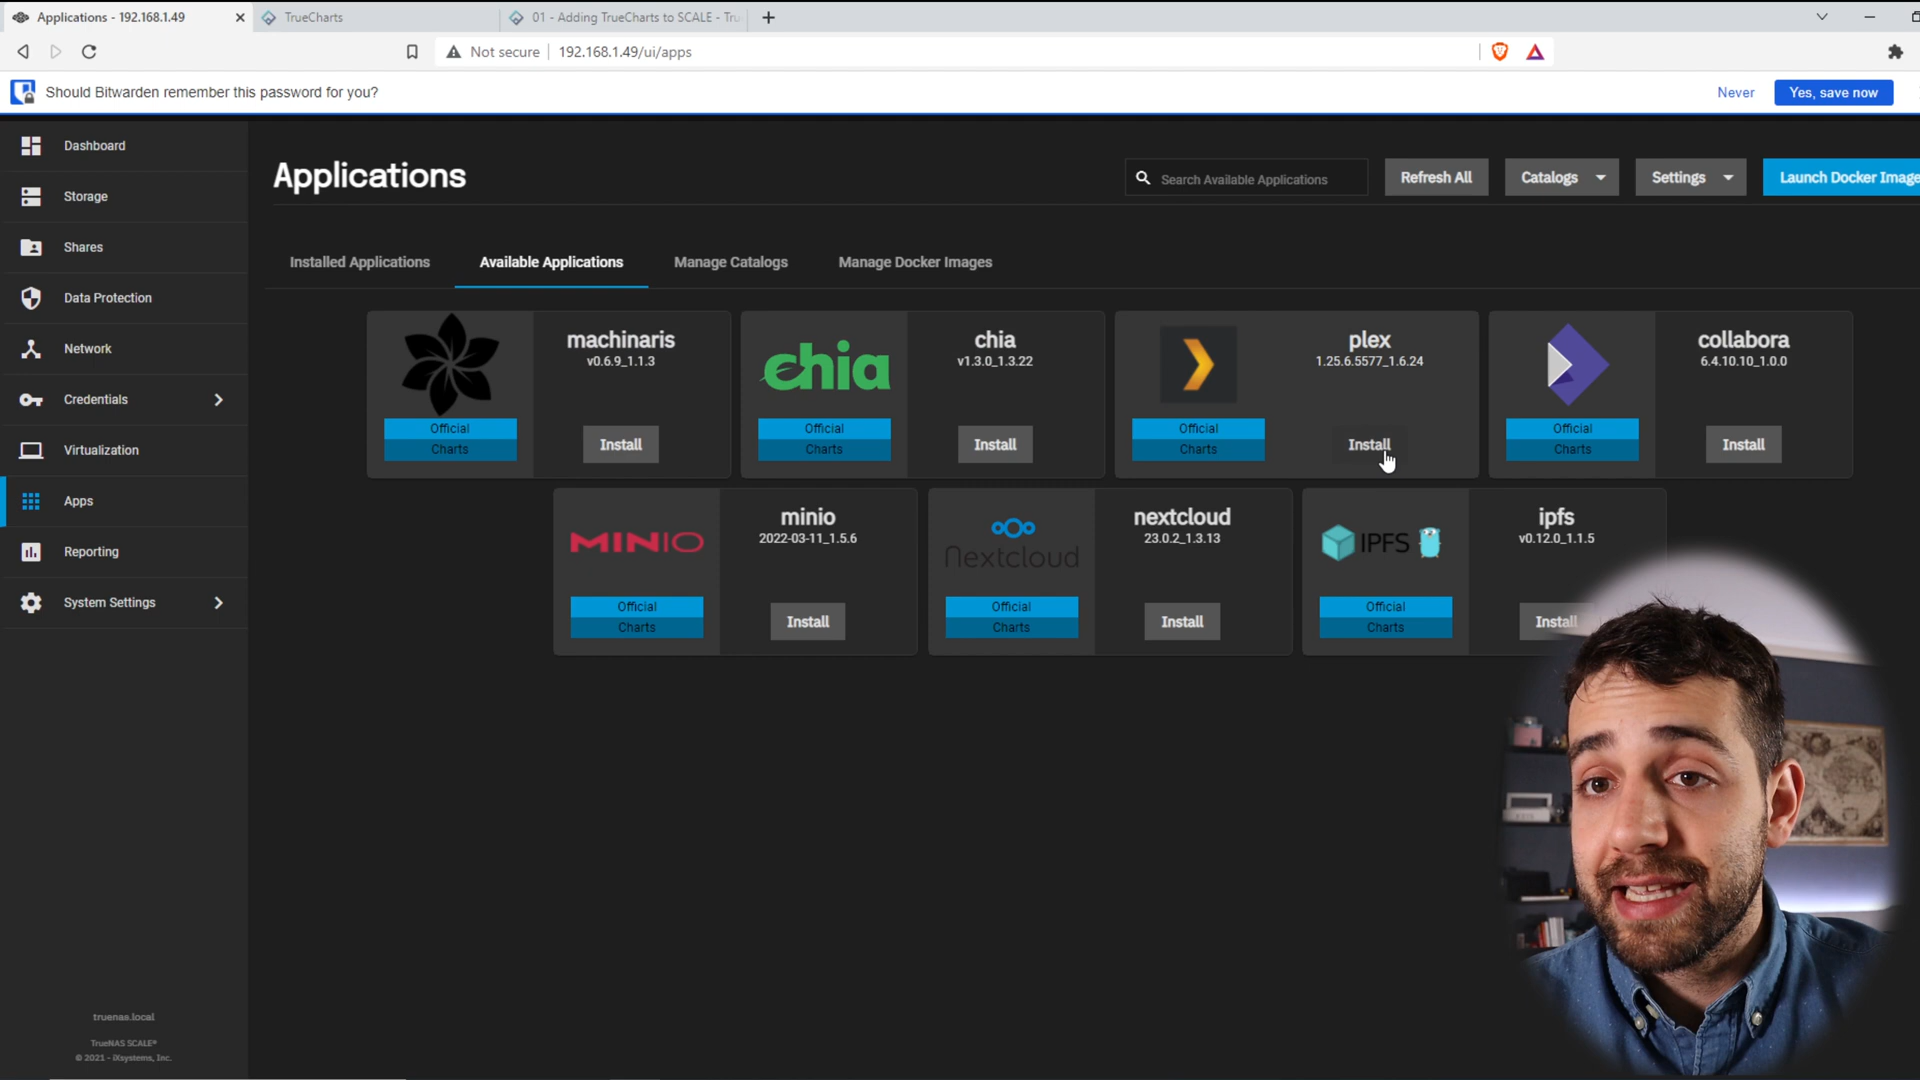 Applications - 192.168.1.49
TrueCharts
01 - Adding TrueCharts to SCALE - Tru
Not secure
192.168.1.49/ui/apps
Should Bitwarden remember this password for you?
Never
Yes, save now
Dashboard
Storage
Shares
Data Protection
Network
Credentials
Virtualization
Apps
Reporting
System Settings
truenas.local
TrueNAS SCALE®
© 2021 - iXsystems, Inc.
Applications
Search Available Applications
Refresh All
Catalogs
Settings
Launch Docker Image
Installed Applications
Available Applications
Manage Catalogs
Manage Docker Images
machinaris
v0.6.9_1.1.3
Official
Charts
Install
chia
chia
v1.3.0_1.3.22
Official
Charts
Install
plex
1.25.6.5577_1.6.24
Official
Charts
Install
collabora
6.4.10.10_1.0.0
Official
Charts
Install
MINIO
minio
2022-03-11_1.5.6
Official
Charts
Install
Nextcloud
nextcloud
23.0.2_1.3.13
Official
Charts
Install
IPFS
ipfs
v0.12.0_1.1.5
Official
Charts
Install